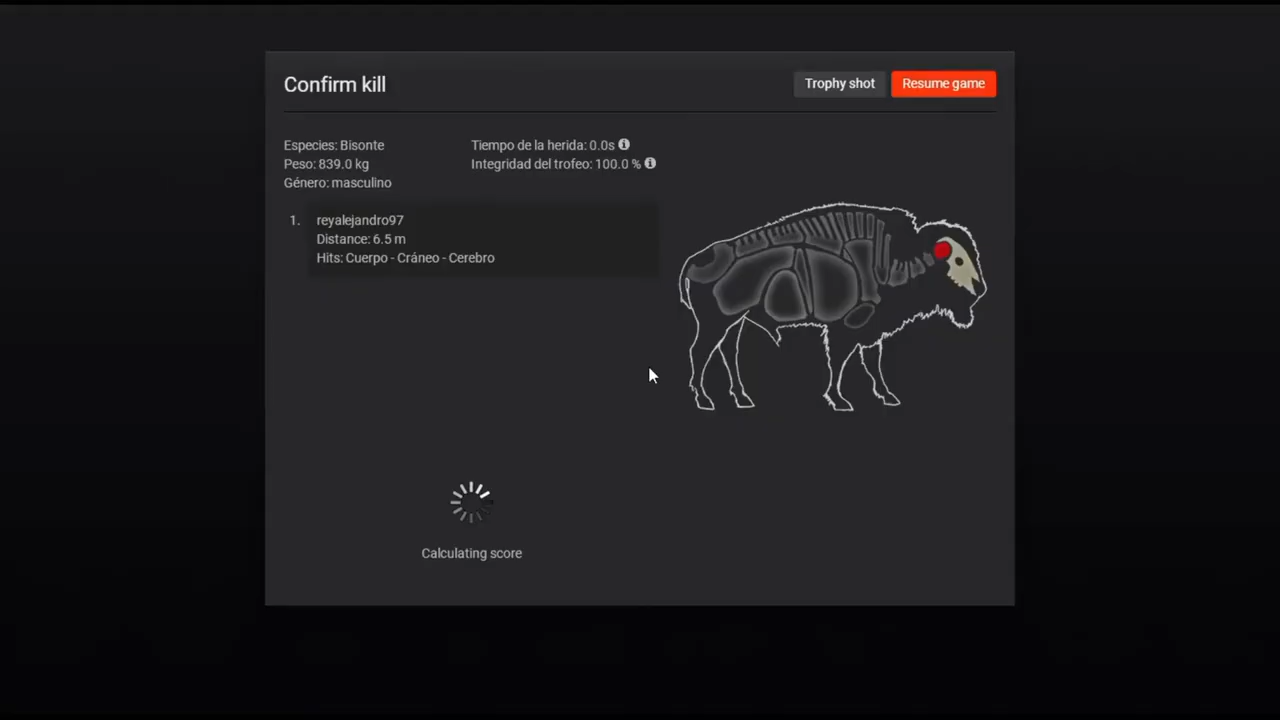 Confirm kill
Trophy shot
Resume game
Especies: Bisonte
Peso: 839.0 kg
Género: masculino
Tiempo de la herida: 0.0s
Integridad del trofeo: 100.0 %
1. reyalejandro97
Distance: 6.5 m
Hits: Cuerpo - Cráneo - Cerebro
Calculating score